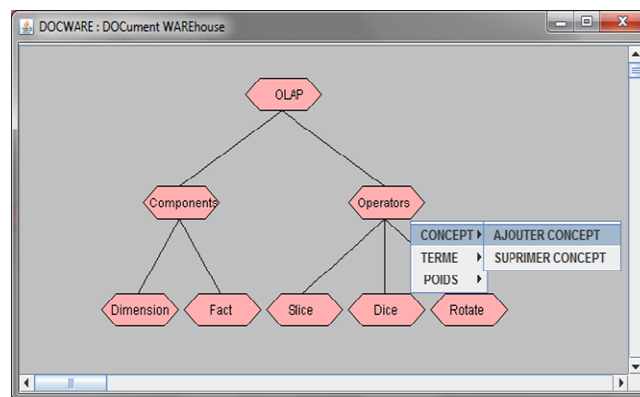 DOCWARE : DOCument WAREhouse
OLAP
Components
Operators
CONCEPT
AJOUTER CONCEPT
TERME
SUPRIMER CONCEPT
POIDS
Dimension
Fact
Slice
Dice
Rotate